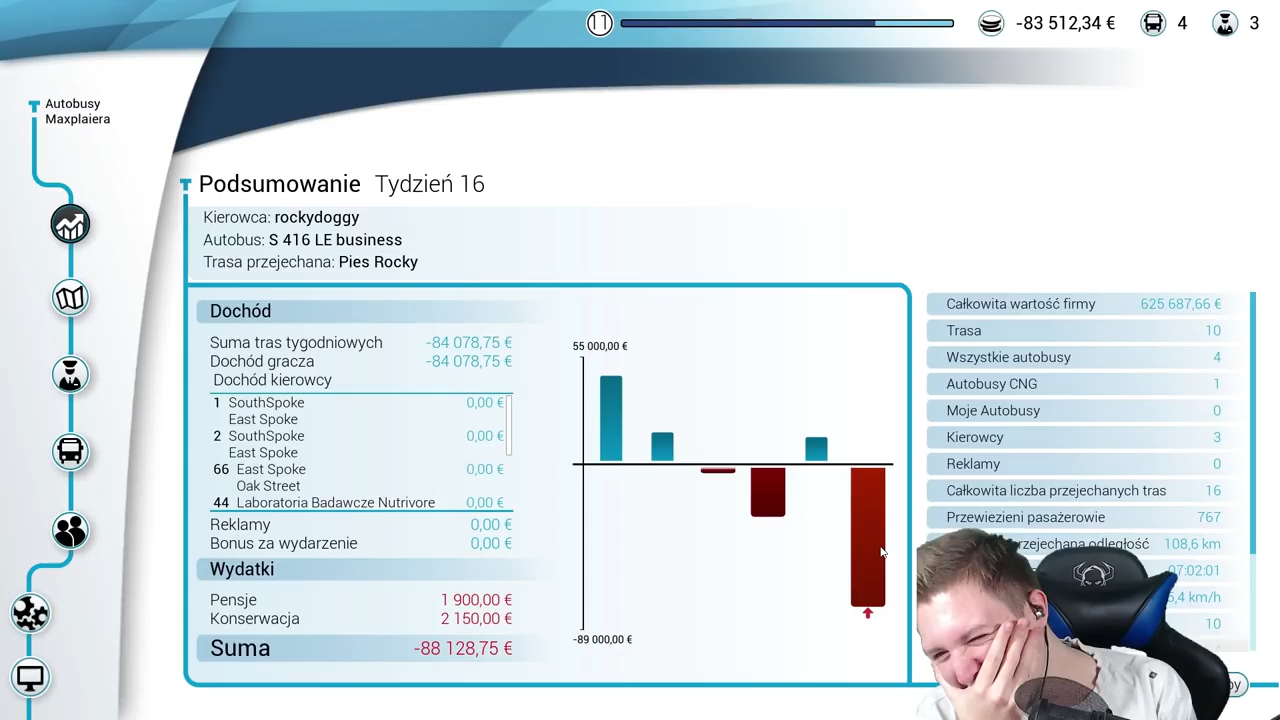 11
-83 512,34 €
4
3
Autobusy
Maxplaiera
Podsumowanie Tydzień 16
Kierowca: rockydoggy
Autobus: S 416 LE business
Trasa przejechana: Pies Rocky
Dochód
Suma tras tygodniowych -84 078,75 €
Dochód gracza -84 078,75 €
Dochód kierowcy
1 SouthSpoke 0,00 €
East Spoke
2 SouthSpoke 0,00 €
East Spoke
66 East Spoke 0,00 €
Oak Street
44 Laboratoria Badawcze Nutrivore 0,00 €
Reklamy 0,00 €
Bonus za wydarzenie 0,00 €
Wydatki
Pensje 1 900,00 €
Konserwacja 2 150,00 €
Suma -88 128,75 €
55 000,00 €
-89 000,00 €
Całkowita wartość firmy 625 687,66 €
Trasa 10
Wszystkie autobusy 4
Autobusy CNG 1
Moje Autobusy 0
Kierowcy 3
Reklamy 0
Całkowita liczba przejechanych tras 16
Przewiezieni pasażerowie 767
przejechana odległość 108,6 km
07:02:01
5,4 km/h
10